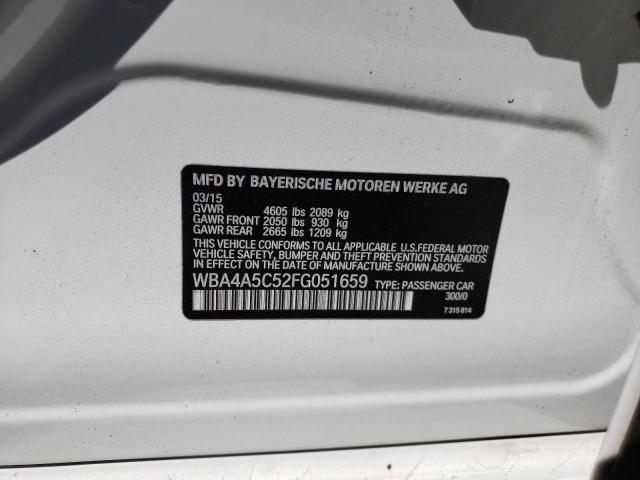 MFD BY BAYERISCHE MOTOREN WERKE AG
03/15
GVWR 4605 lbs 2089 kg
GAWR FRONT 2050 lbs 930 kg
GAWR REAR 2665 lbs 1209 kg
THIS VEHICLE CONFORMS TO ALL APPLICABLE U.S.FEDERAL MOTOR
VEHICLE SAFETY, BUMPER AND THEFT PREVENTION STANDARDS
IN EFFECT ON THE DATE OF MANUFACTURE SHOWN ABOVE.
WBA4A5C52FG051659 TYPE: PASSENGER CAR
300/0
7 315 814